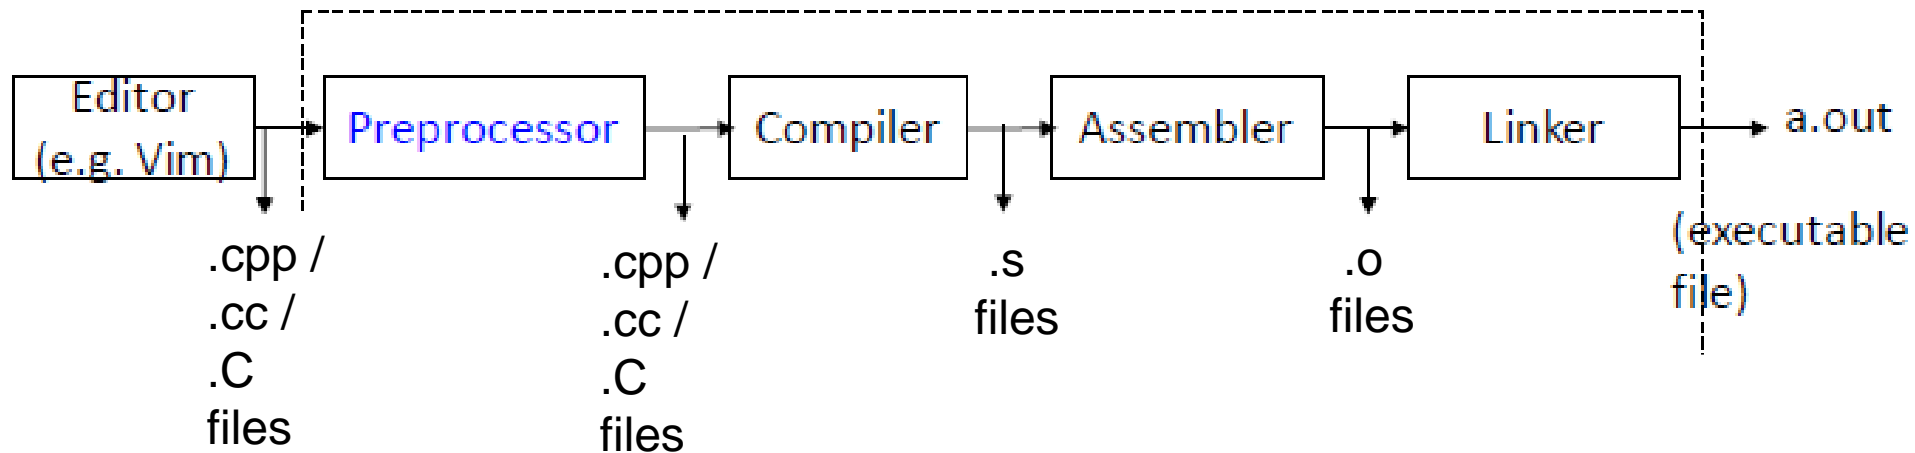 Editor
(e.g. Vim)
Preprocessor
Compiler
Assembler
Linker
a.out
(executable
file)
.cpp /
.cc /
.C
files
.cpp /
.cc /
.C
files
.s
files
.o
files